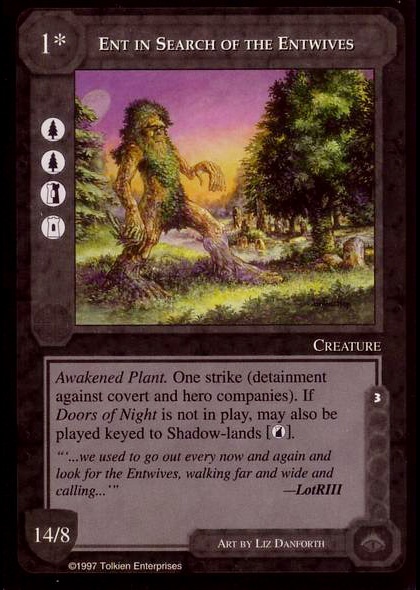 1*
ENT IN SEARCH OF THE ENTWIVES
CREATURE
Awakened Plant. One strike (detainment
against covert and hero companies). If
Doors of Night is not in play, may also be
played keyed to Shadow-lands [ ].
“‘...we used to go out every now and again and
look for the Entwives, walking far and wide and
calling...’”
—LotRIII
3
14/8
ART BY LIZ DANFORTH
©1997 Tolkien Enterprises